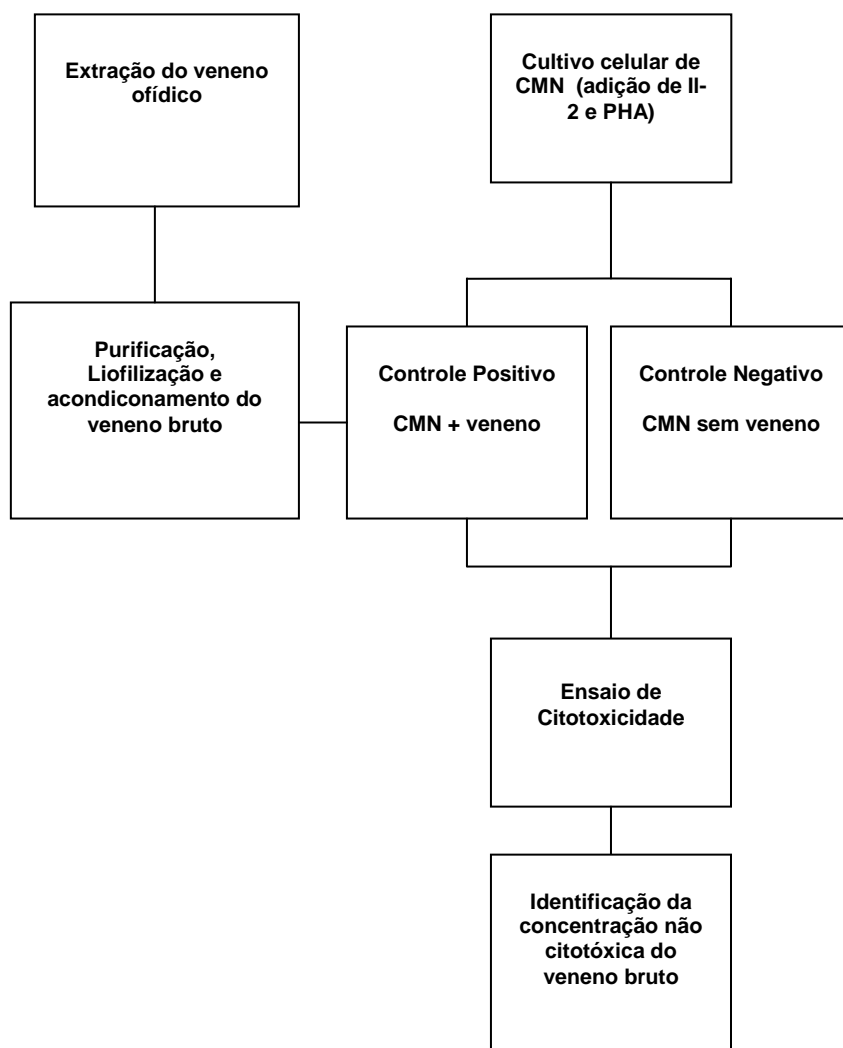 Extração do veneno
ofídico
Cultivo celular de
CMN (adição de Il-
2 e PHA)
Purificação,
Liofilização e
acondiconamento do
veneno bruto
Controle Positivo
CMN + veneno
Controle Negativo
CMN sem veneno
Ensaio de
Citotoxicidade
Identificação da
concentração não
citotóxica do
veneno bruto